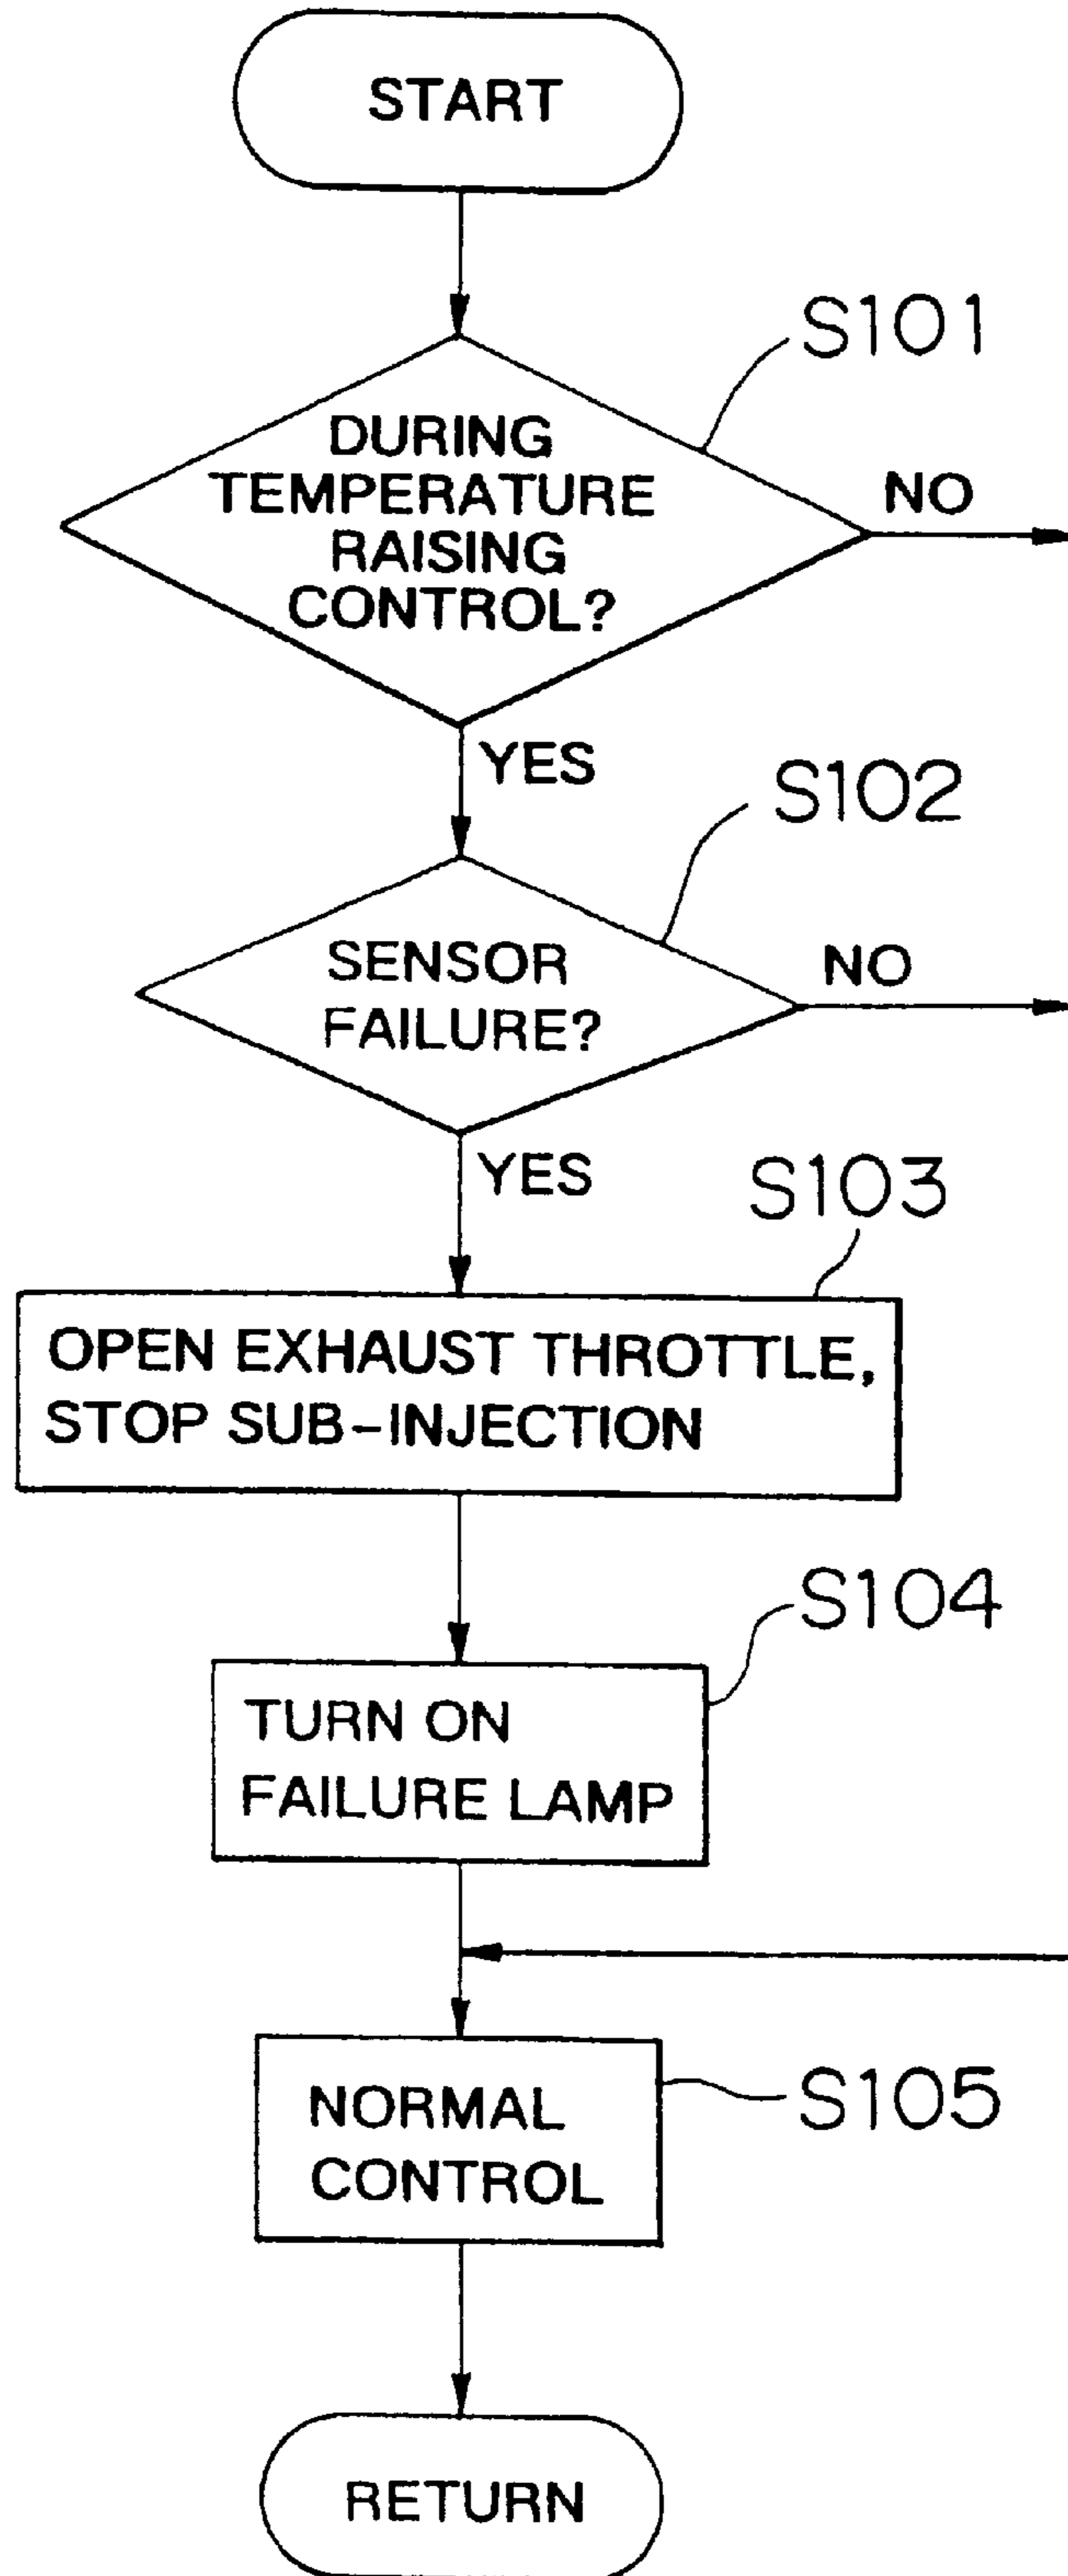 START
S101
DURING
TEMPERATURE
RAISING
CONTROL?
NO
YES
S102
SENSOR
FAILURE?
NO
YES
S103
OPEN EXHAUST THROTTLE,
STOP SUB-INJECTION
S104
TURN ON
FAILURE LAMP
NORMAL
CONTROL
S105
RETURN